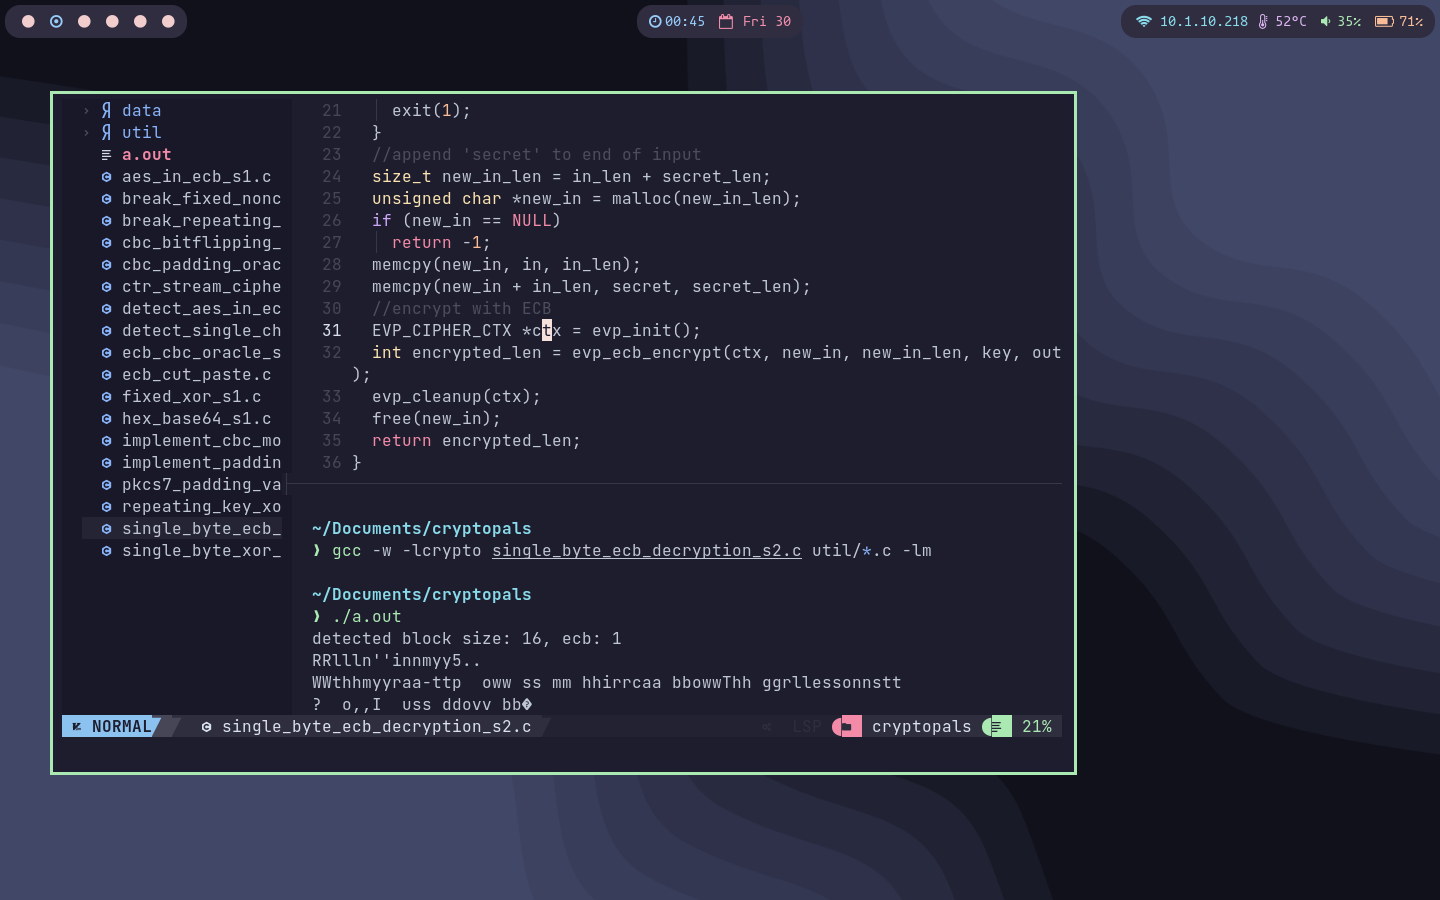 00:45 Fri 30
10.1.10.218 52°C 35% 71%
› data
› util
a.out
aes_in_ecb_s1.c
break_fixed_nonc
break_repeating_
cbc_bitflipping_
cbc_padding_orac
ctr_stream_ciphe
detect_aes_in_ec
detect_single_ch
ecb_cbc_oracle_s
ecb_cut_paste.c
fixed_xor_s1.c
hex_base64_s1.c
implement_cbc_mo
implement_paddin
pkcs7_padding_va
repeating_key_xo
single_byte_ecb_
single_byte_xor_
21 exit(1);
22 }
23 //append 'secret' to end of input
24 size_t new_in_len = in_len + secret_len;
25 unsigned char *new_in = malloc(new_in_len);
26 if (new_in == NULL)
27 return -1;
28 memcpy(new_in, in, in_len);
29 memcpy(new_in + in_len, secret, secret_len);
30 //encrypt with ECB
31 EVP_CIPHER_CTX *ctx = evp_init();
32 int encrypted_len = evp_ecb_encrypt(ctx, new_in, new_in_len, key, out
);
33 evp_cleanup(ctx);
34 free(new_in);
35 return encrypted_len;
36 }
~/Documents/cryptopals
❱ gcc -w -lcrypto single_byte_ecb_decryption_s2.c util/*.c -lm
~/Documents/cryptopals
❱ ./a.out
detected block size: 16, ecb: 1
RRllln''innmyy5..
WWthhmyyraa-ttp  oww ss mm hhirrcaa bbowwThh ggrllessonnstt
?  o,,I  uss ddovv bb�
NORMAL single_byte_ecb_decryption_s2.c LSP cryptopals 21%